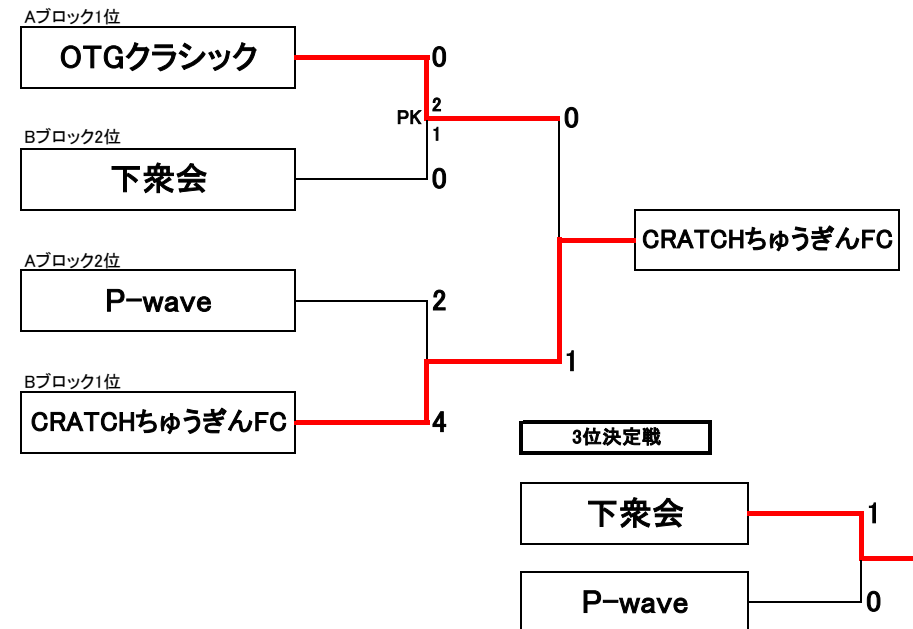 Aブロック1位
OTGクラシック
0
2
PK
1
0
Bブロック2位
下衆会
0
Aブロック2位
P-wave
2
CRATCHちゅうぎんFC
1
Bブロック1位
CRATCHちゅうぎんFC
4
3位決定戦
下衆会
1
P-wave
0